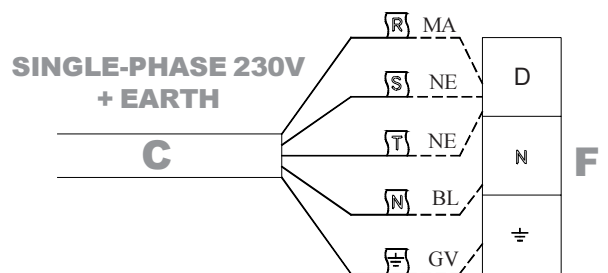 SINGLE-PHASE 230V
+ EARTH
C
R MA
S NE
T NE
N BL
GV
D
N
F